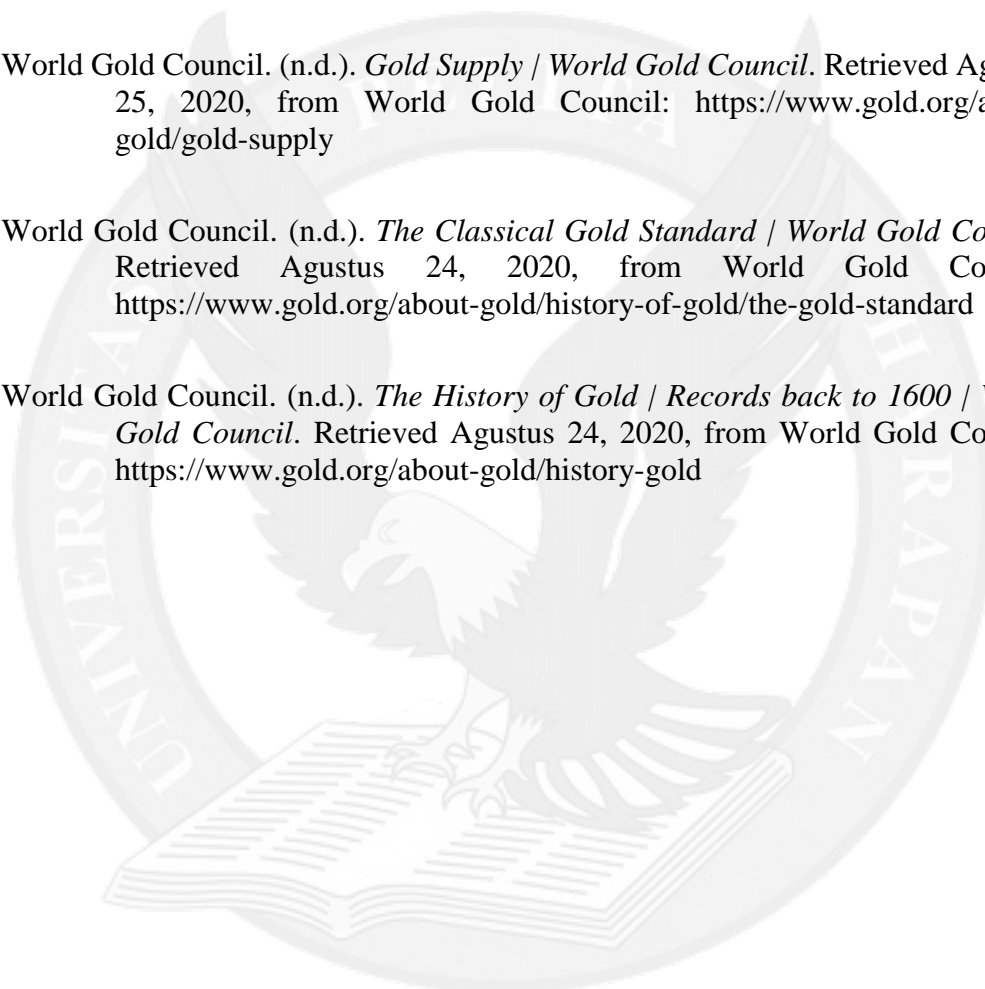 World Gold Council. (n.d.). Gold Supply | World Gold Council. Retrieved Ag
25, 2020, from World Gold Council: https://www.gold.org/a
gold/gold-supply
World Gold Council. (n.d.). The Classical Gold Standard | World Gold Co
Retrieved Agustus 24, 2020, from World Gold Co
https://www.gold.org/about-gold/history-of-gold/the-gold-standard
World Gold Council. (n.d.). The History of Gold | Records back to 1600 |
Gold Council. Retrieved Agustus 24, 2020, from World Gold Co
https://www.gold.org/about-gold/history-gold
UNIVERSITAS PELITA HARAPAN